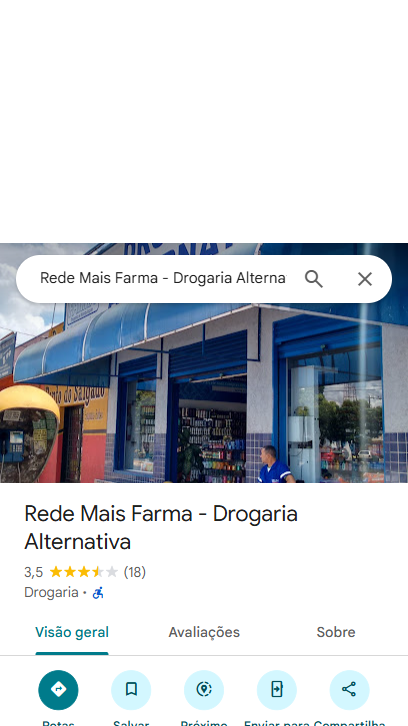 Rede Mais Farma - Drogaria Alterna
Rede Mais Farma - Drogaria
Alternativa
3,5 (18)
Drogaria ·
Visão geral Avaliações Sobre
Rotas Salvar Próximo Enviar para Compartilha